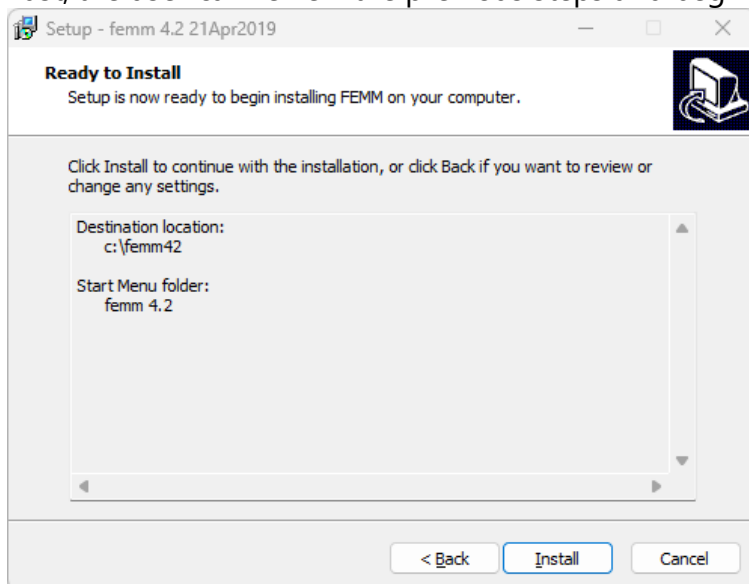 Setup - femm 4.2 21Apr2019
Ready to Install
Setup is now ready to begin installing FEMM on your computer.
Click Install to continue with the installation, or click Back if you want to review or
change any settings.
Destination location:
c:\femm42
Start Menu folder:
femm 4.2
< Back
Install
Cancel